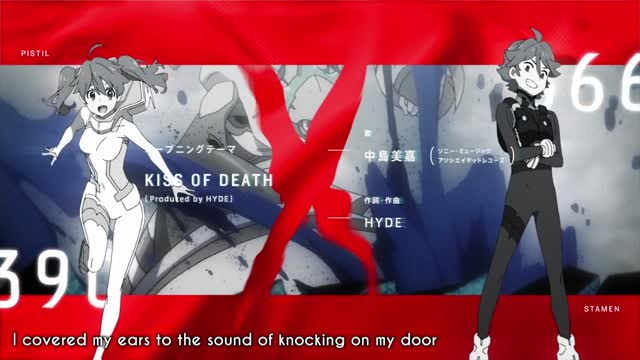 PISTIL
666
オープニングテーマ
KISS OF DEATH
(Produced by HYDE)
歌
中島美嘉
(ソニー・ミュージック
アソシエイテッドレコーズ)
作詞・作曲
HYDE
390
STAMEN
I covered my ears to the sound of knocking on my door